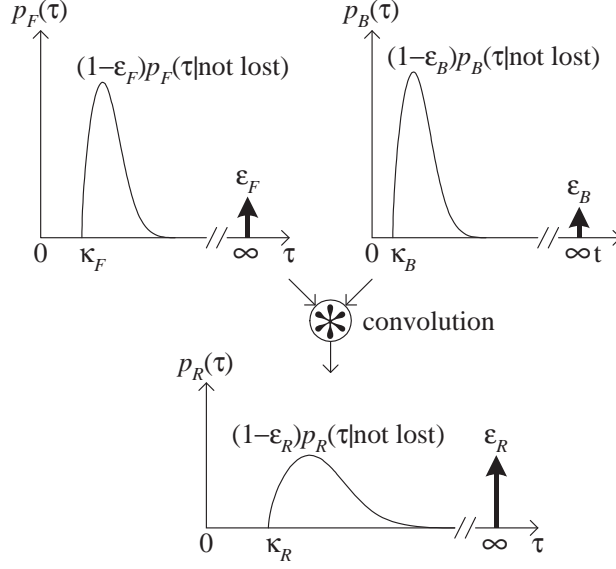 p_F(τ)
(1–ε_F)p_F(τ|not lost)
ε_F
0 κ_F ∞ τ
p_B(τ)
(1–ε_B)p_B(τ|not lost)
ε_B
0 κ_B ∞ t
convolution
p_R(τ)
(1–ε_R)p_R(τ|not lost)
ε_R
0 κ_R ∞ τ